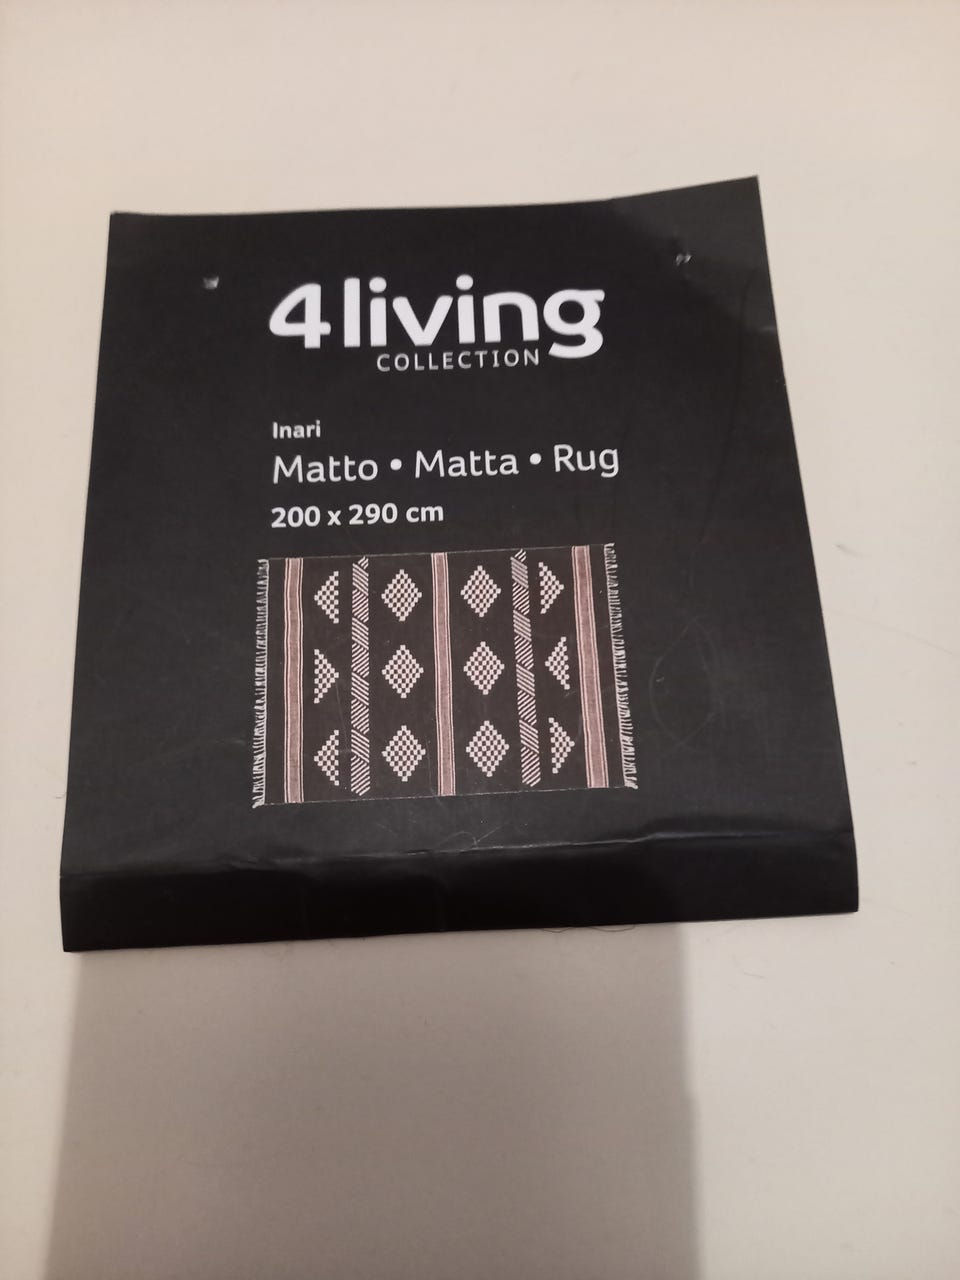 4living
COLLECTION
Inari
Matto • Matta • Rug
200 x 290 cm